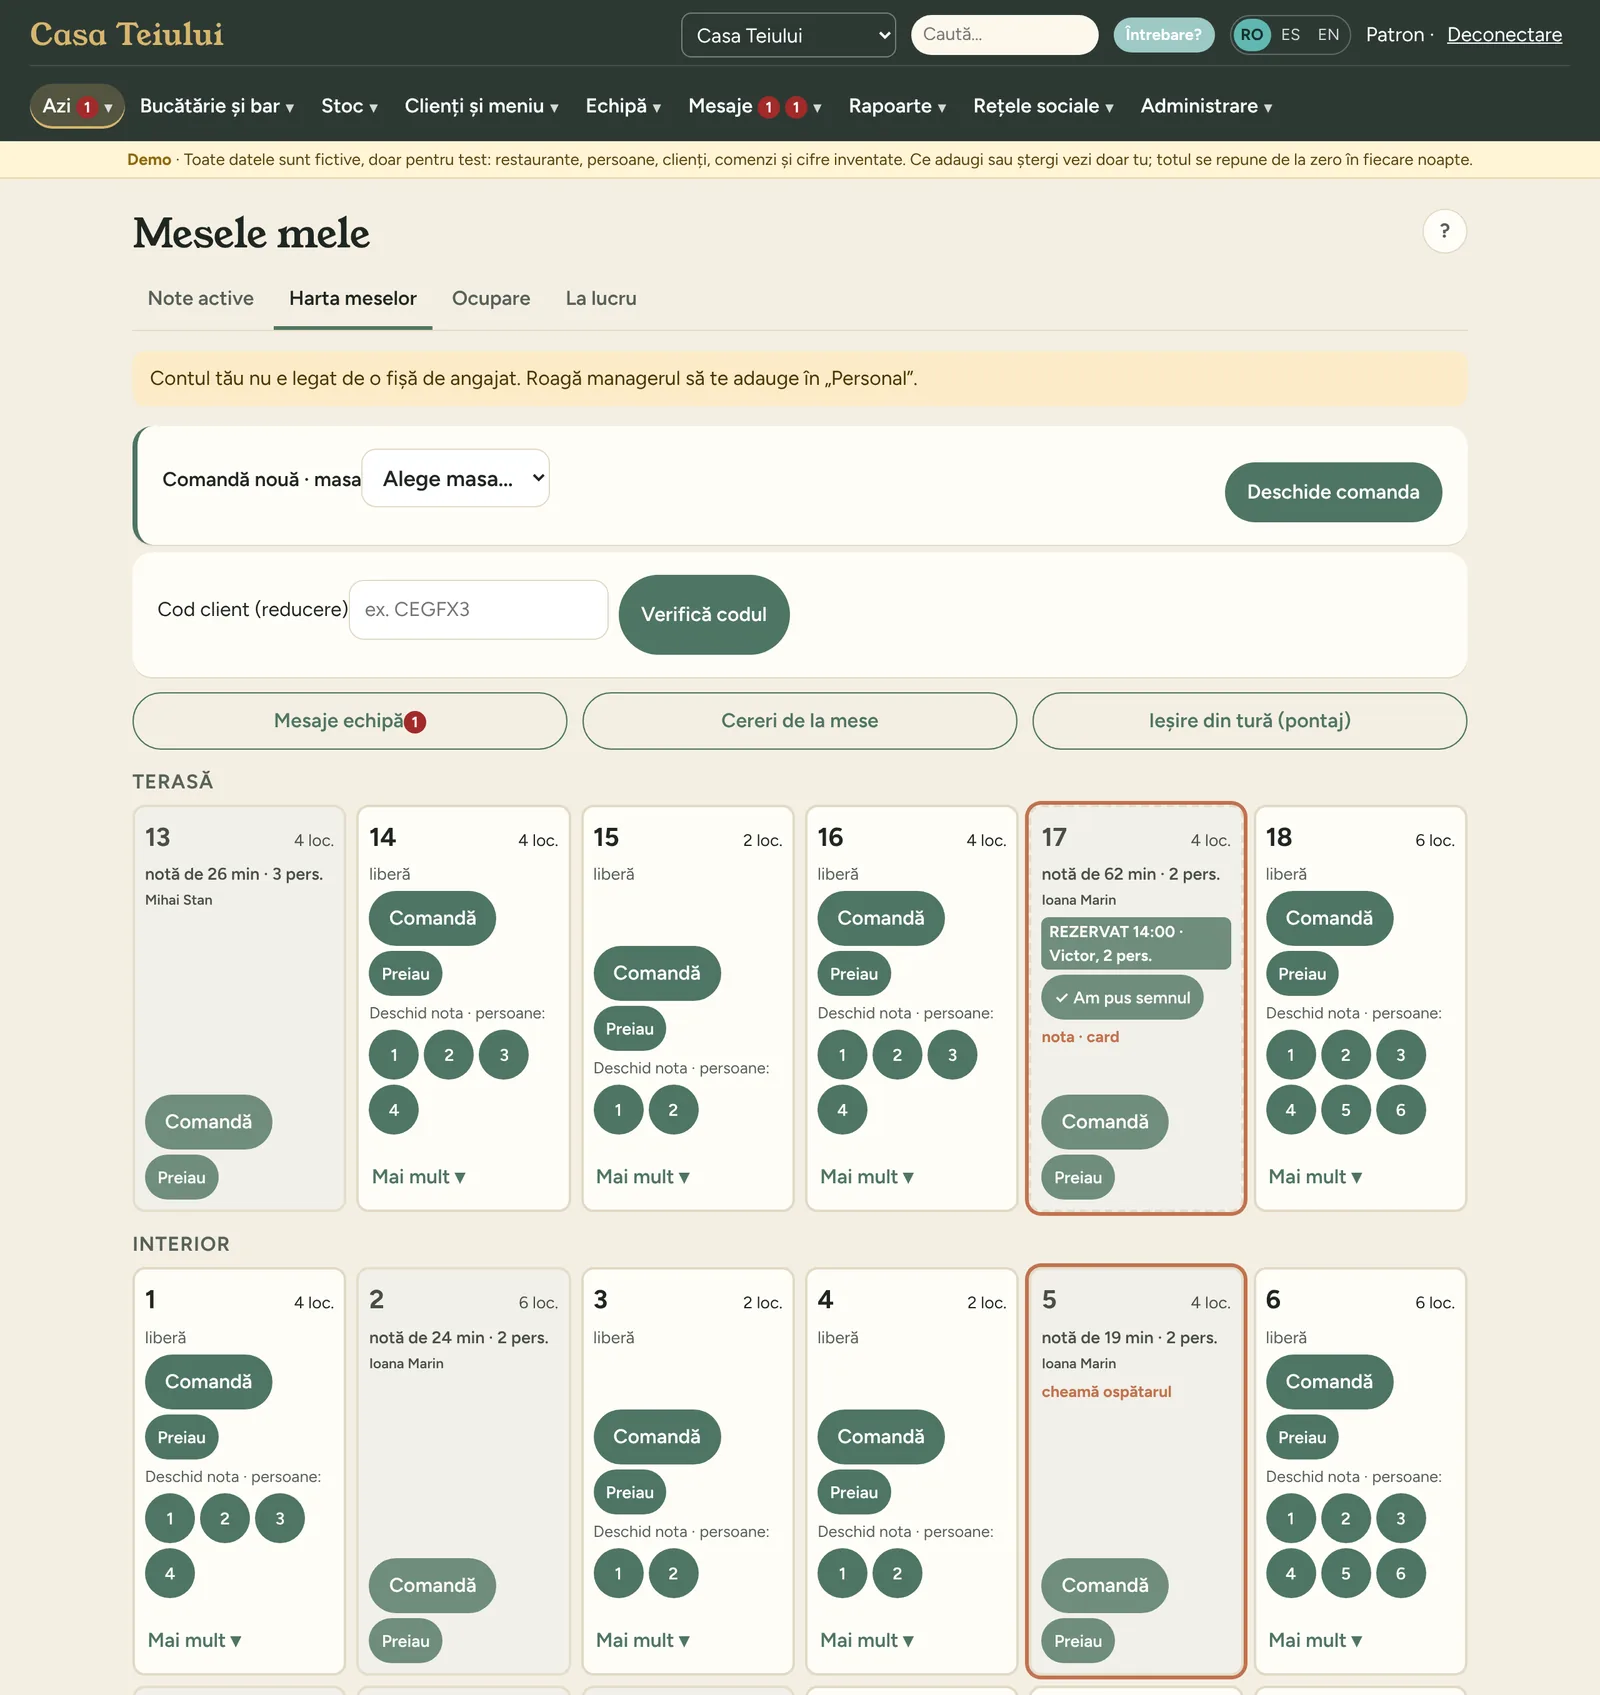 Casa Teiului
Casa Teiului
Caută...
Întrebare?
RO ES EN
Patron · Deconectare
Azi 1 ▾
Bucătărie și bar ▾
Stoc ▾
Clienți și meniu ▾
Echipă ▾
Mesaje 1 1 ▾
Rapoarte ▾
Rețele sociale ▾
Administrare ▾
Demo · Toate datele sunt fictive, doar pentru test: restaurante, persoane, clienți, comenzi și cifre inventate. Ce adaugi sau ștergi vezi doar tu; totul se repune de la zero în fiecare noapte.
Mesele mele
?
Note active
Harta meselor
Ocupare
La lucru
Contul tău nu e legat de o fișă de angajat. Roagă managerul să te adauge în „Personal”.
Comandă nouă · masa
Alege masa...
Deschide comanda
Cod client (reducere)
ex. CEGFX3
Verifică codul
Mesaje echipă 1
Cereri de la mese
Ieșire din tură (pontaj)
TERASĂ
13 4 loc.
notă de 26 min · 3 pers.
Mihai Stan
Comandă
Preiau
14 4 loc.
liberă
Comandă
Preiau
Deschid nota · persoane:
1 2 3
4
Mai mult ▾
15 2 loc.
liberă
Comandă
Preiau
Deschid nota · persoane:
1 2
Mai mult ▾
16 4 loc.
liberă
Comandă
Preiau
Deschid nota · persoane:
1 2 3
4
Mai mult ▾
17 4 loc.
notă de 62 min · 2 pers.
Ioana Marin
REZERVAT 14:00 ·
Victor, 2 pers.
✓ Am pus semnul
nota · card
Comandă
Preiau
18 6 loc.
liberă
Comandă
Preiau
Deschid nota · persoane:
1 2 3
4 5 6
Mai mult ▾
INTERIOR
1 4 loc.
liberă
Comandă
Preiau
Deschid nota · persoane:
1 2 3
4
Mai mult ▾
2 6 loc.
notă de 24 min · 2 pers.
Ioana Marin
Comandă
Preiau
3 2 loc.
liberă
Comandă
Preiau
Deschid nota · persoane:
1 2
Mai mult ▾
4 2 loc.
liberă
Comandă
Preiau
Deschid nota · persoane:
1 2
Mai mult ▾
5 4 loc.
notă de 19 min · 2 pers.
Ioana Marin
cheamă ospătarul
Comandă
Preiau
6 6 loc.
liberă
Comandă
Preiau
Deschid nota · persoane:
1 2 3
4 5 6
Mai mult ▾